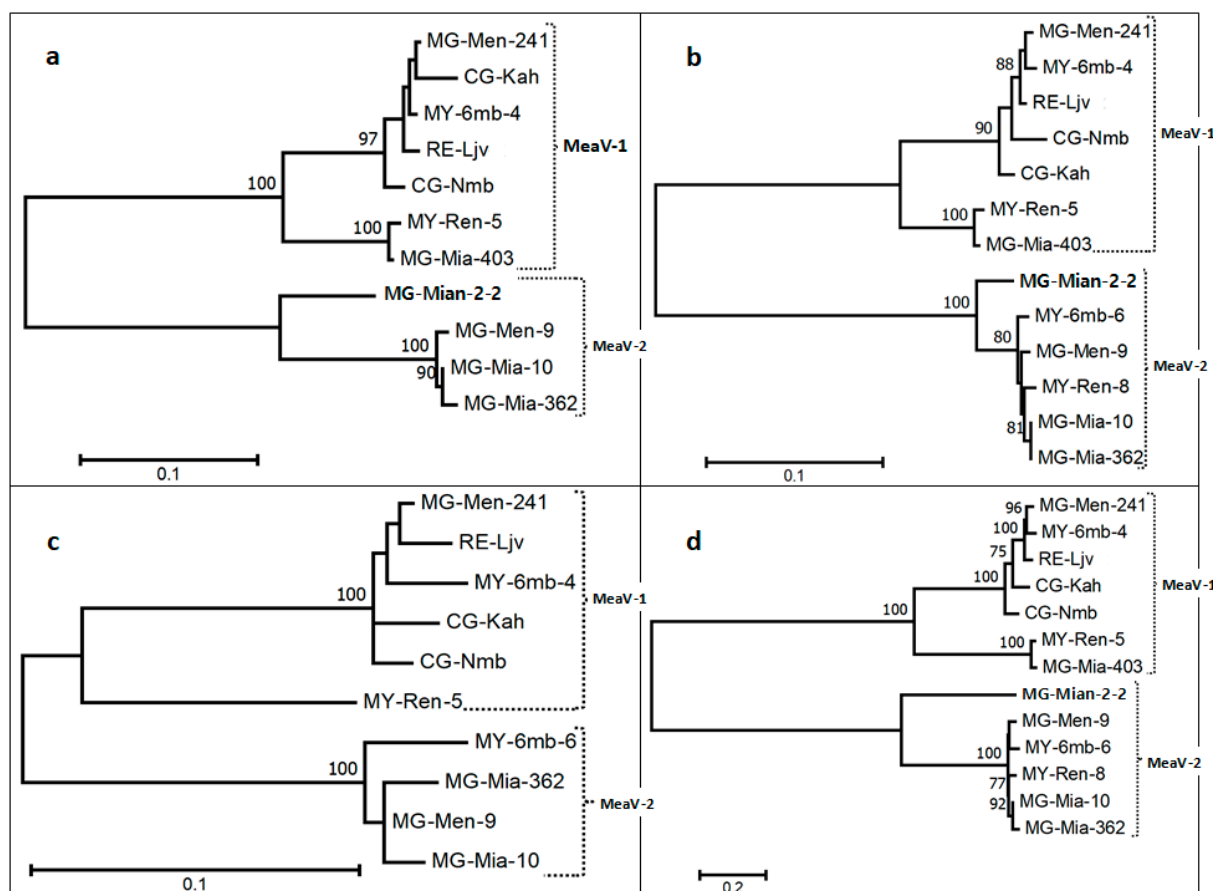 a
MG-Men-241
CG-Kah
MY-6mb-4
97
MeaV-1
RE-Ljv
100
CG-Nmb
MY-Ren-5
100
MG-Mia-403
MG-Mian-2-2
MG-Men-9
100
MeaV-2
MG-Mia-10
90
MG-Mia-362
0.1
b
MG-Men-241
88
MY-6mb-4
RE-Ljv
90
MeaV-1
CG-Nmb
CG-Kah
MY-Ren-5
100
MG-Mia-403
MG-Mian-2-2
100
MY-6mb-6
80
MG-Men-9
MeaV-2
MY-Ren-8
81
MG-Mia-10
MG-Mia-362
0.1
c
MG-Men-241
RE-Ljv
MY-6mb-4
100
MeaV-1
CG-Kah
CG-Nmb
MY-Ren-5
MY-6mb-6
100
MG-Mia-362
MeaV-2
MG-Men-9
MG-Mia-10
0.1
d
96
MG-Men-241
100
MY-6mb-4
75
RE-Ljv
100
CG-Kah
MeaV-1
CG-Nmb
100
MY-Ren-5
100
MG-Mia-403
MG-Mian-2-2
MG-Men-9
100
MY-6mb-6
MeaV-2
77
MY-Ren-8
92
MG-Mia-10
MG-Mia-362
0.2